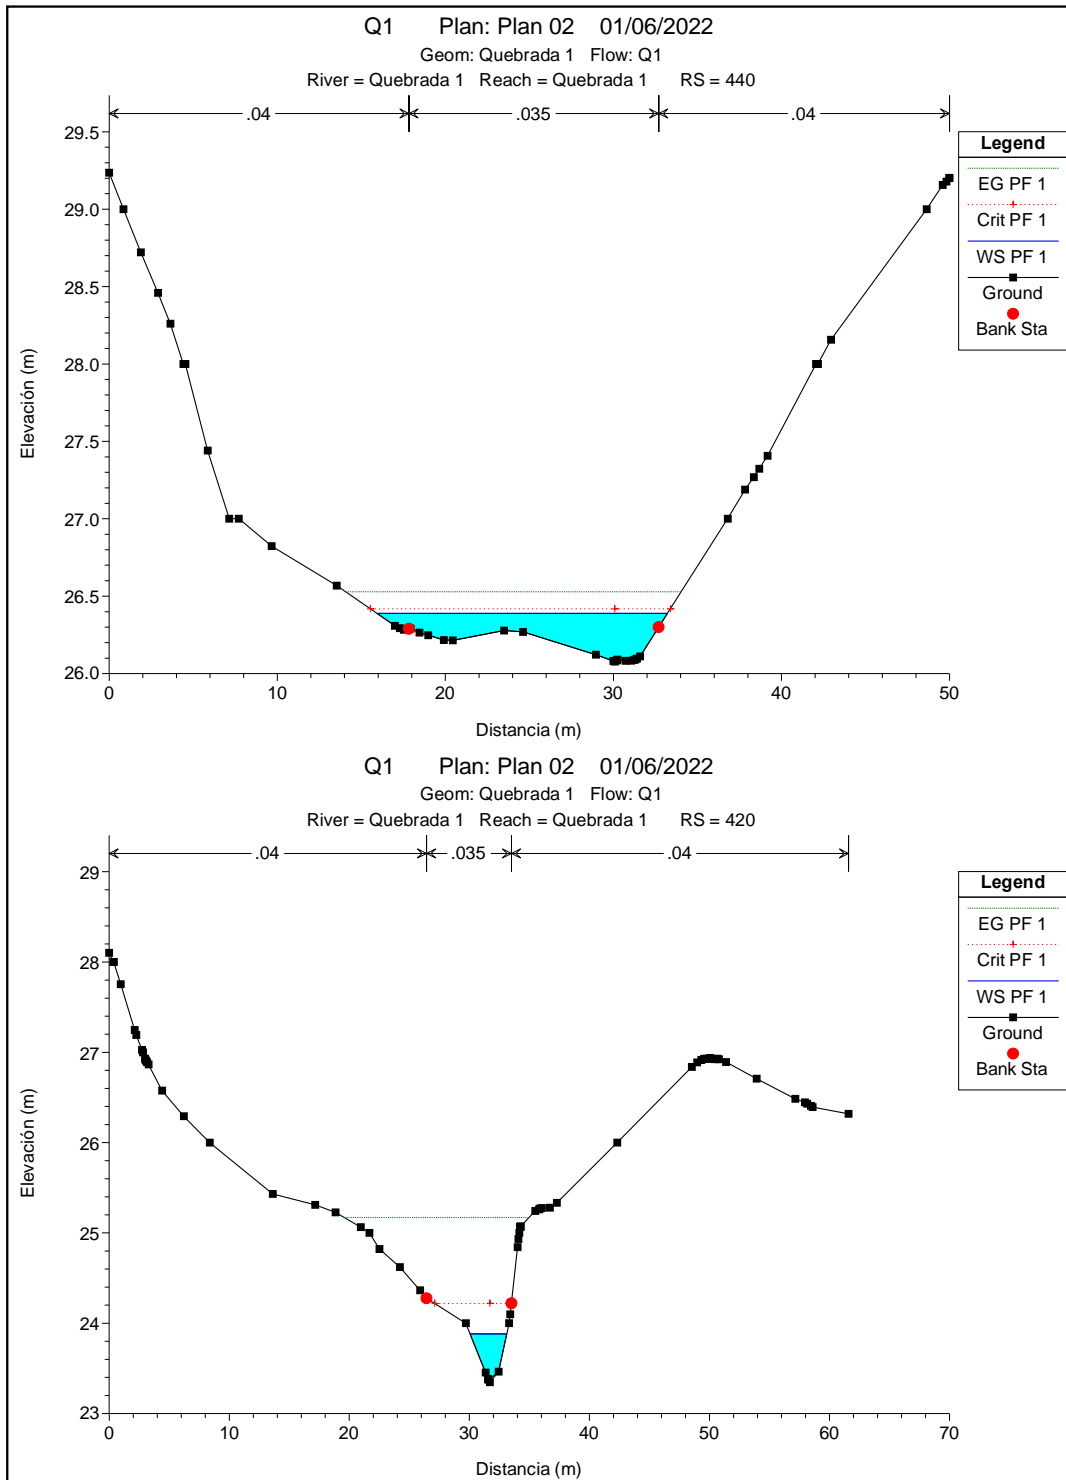 Q1 Plan: Plan 02 01/06/2022
Geom: Quebrada 1 Flow: Q1
River = Quebrada 1 Reach = Quebrada 1 RS = 440
.04 .035 .04
29.5
29.0
28.5
28.0
27.5
27.0
26.5
26.0
Elevación (m)
0 10 20 30 40 50
Distancia (m)
Legend
EG PF 1
Crit PF 1
WS PF 1
Ground
Bank Sta
Q1 Plan: Plan 02 01/06/2022
Geom: Quebrada 1 Flow: Q1
River = Quebrada 1 Reach = Quebrada 1 RS = 420
.04 .035 .04
29
28
27
26
25
24
23
Elevación (m)
0 10 20 30 40 50 60 70
Distancia (m)
Legend
EG PF 1
Crit PF 1
WS PF 1
Ground
Bank Sta